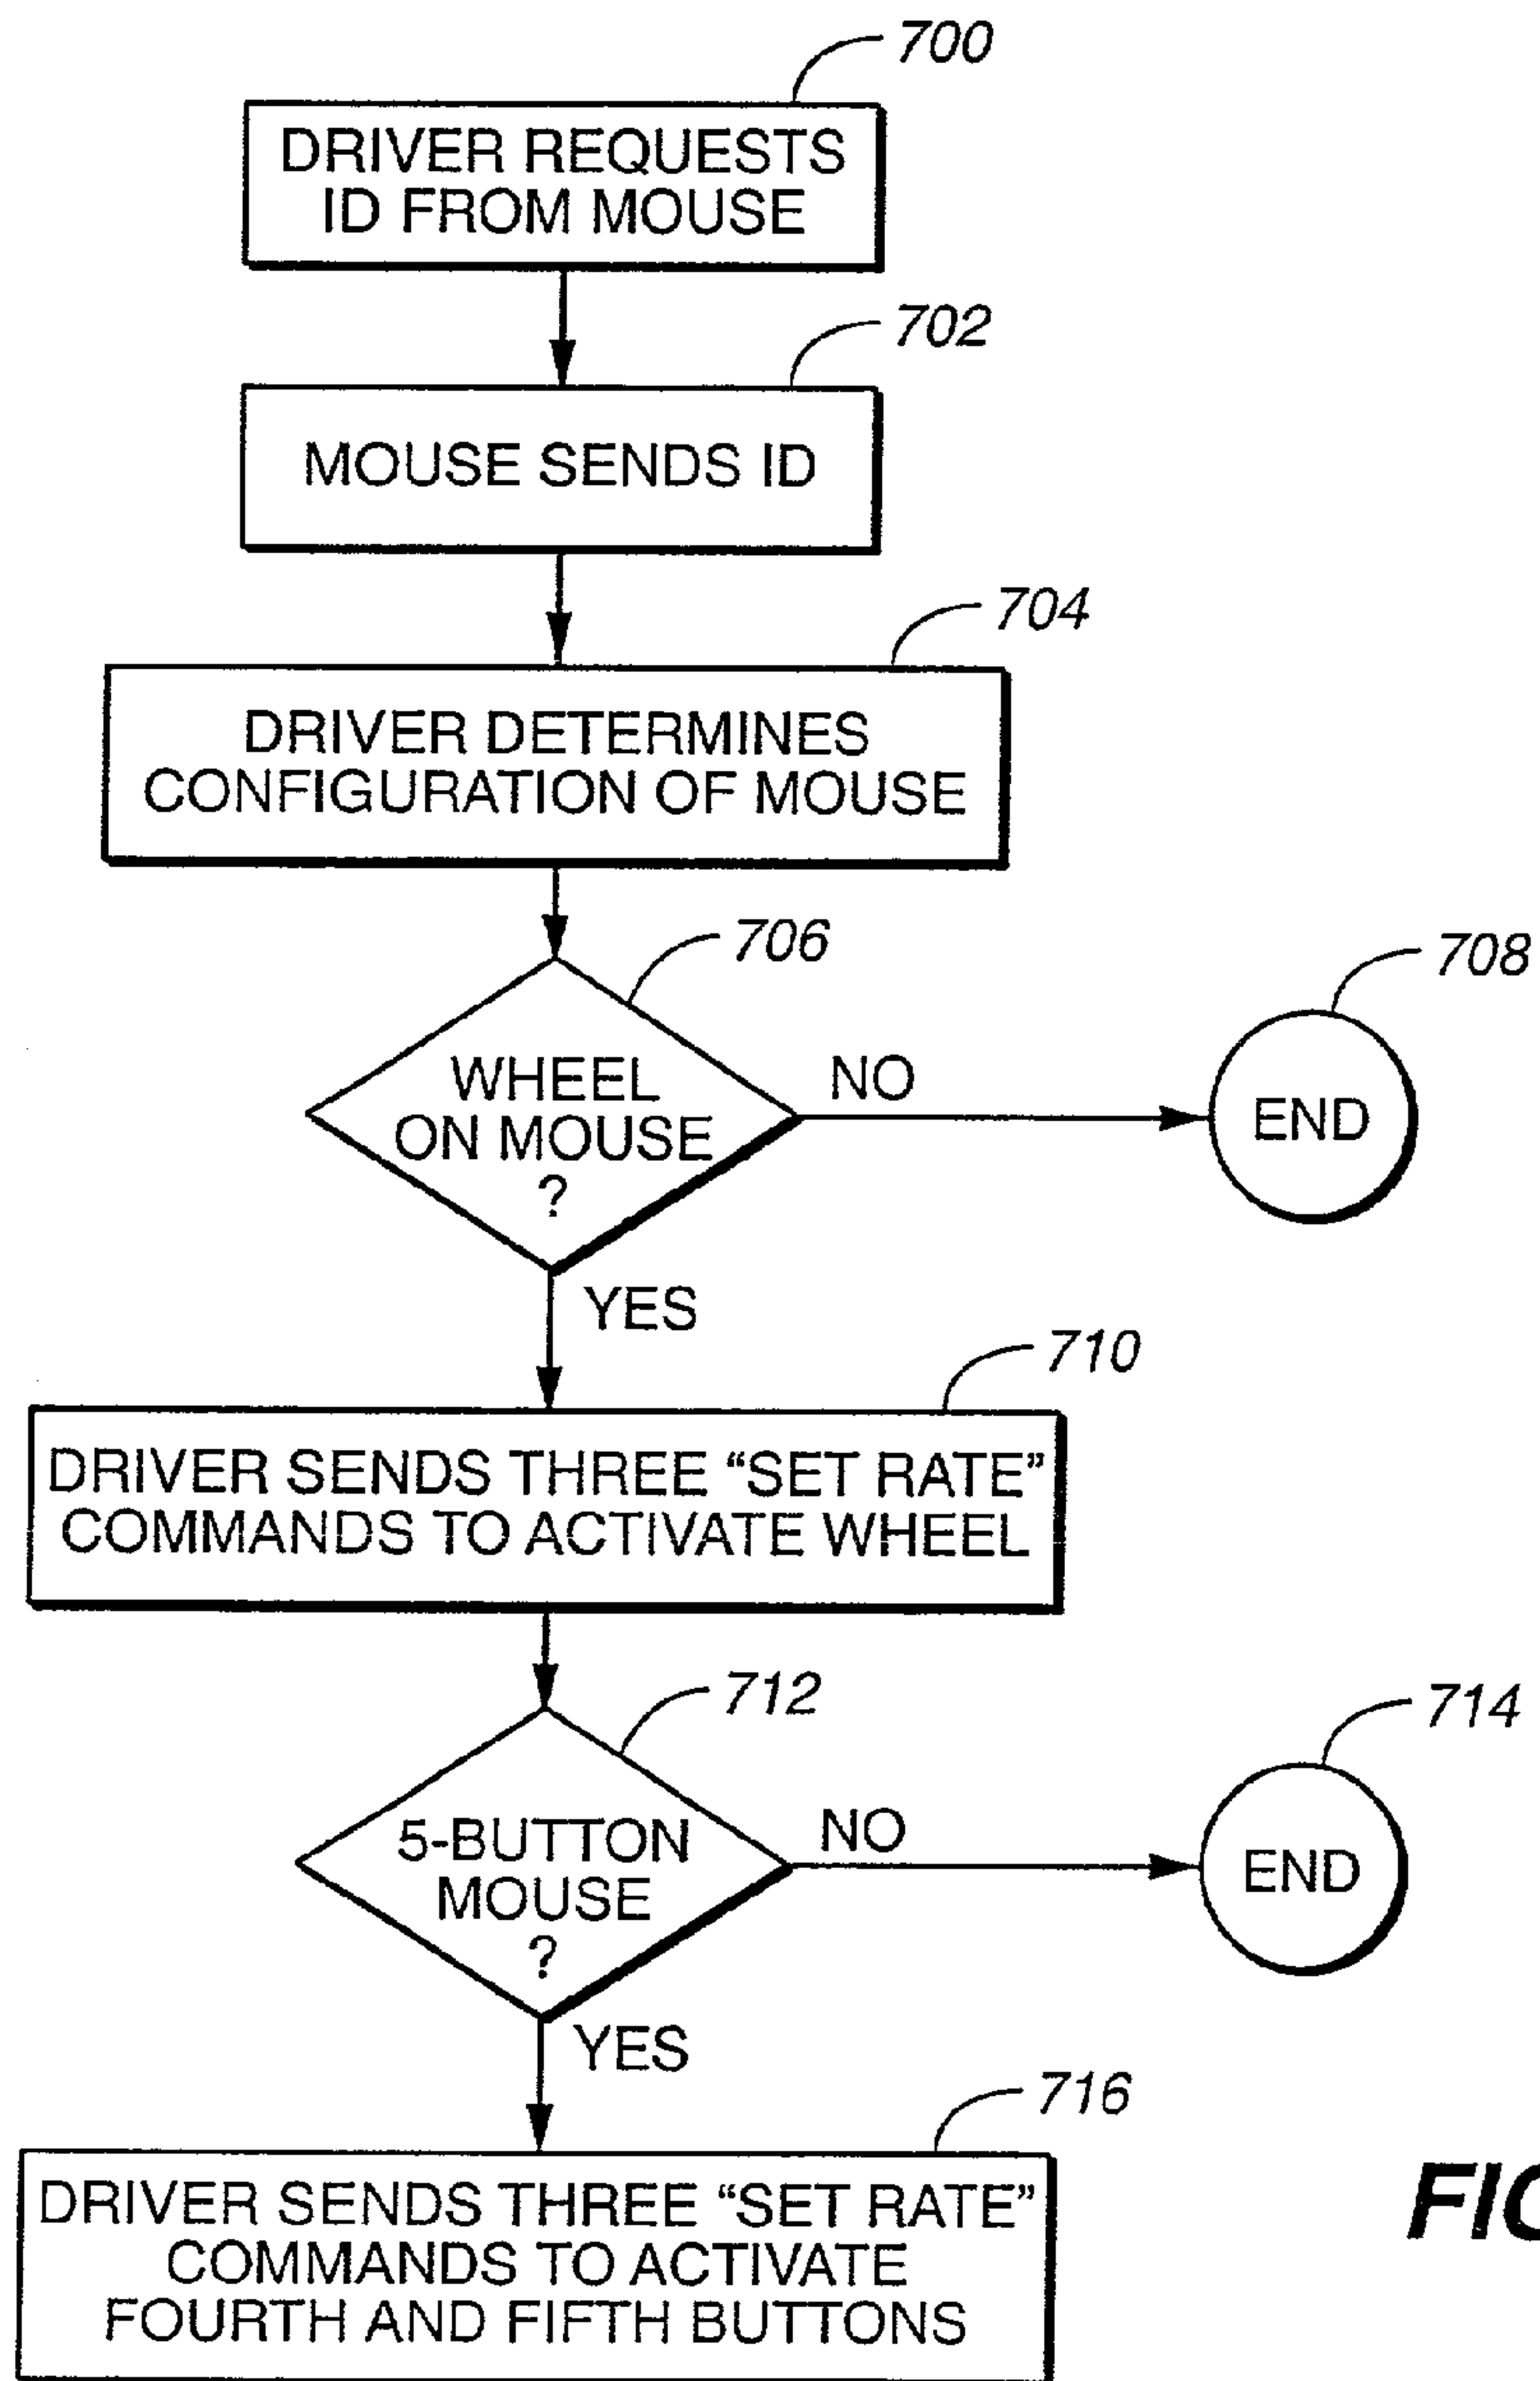 700
DRIVER REQUESTS
ID FROM MOUSE
702
MOUSE SENDS ID
704
DRIVER DETERMINES
CONFIGURATION OF MOUSE
706
WHEEL
ON MOUSE
?
NO
708
END
YES
710
DRIVER SENDS THREE “SET RATE”
COMMANDS TO ACTIVATE WHEEL
712
5-BUTTON
MOUSE
?
NO
714
END
YES
716
DRIVER SENDS THREE “SET RATE”
COMMANDS TO ACTIVATE
FOURTH AND FIFTH BUTTONS